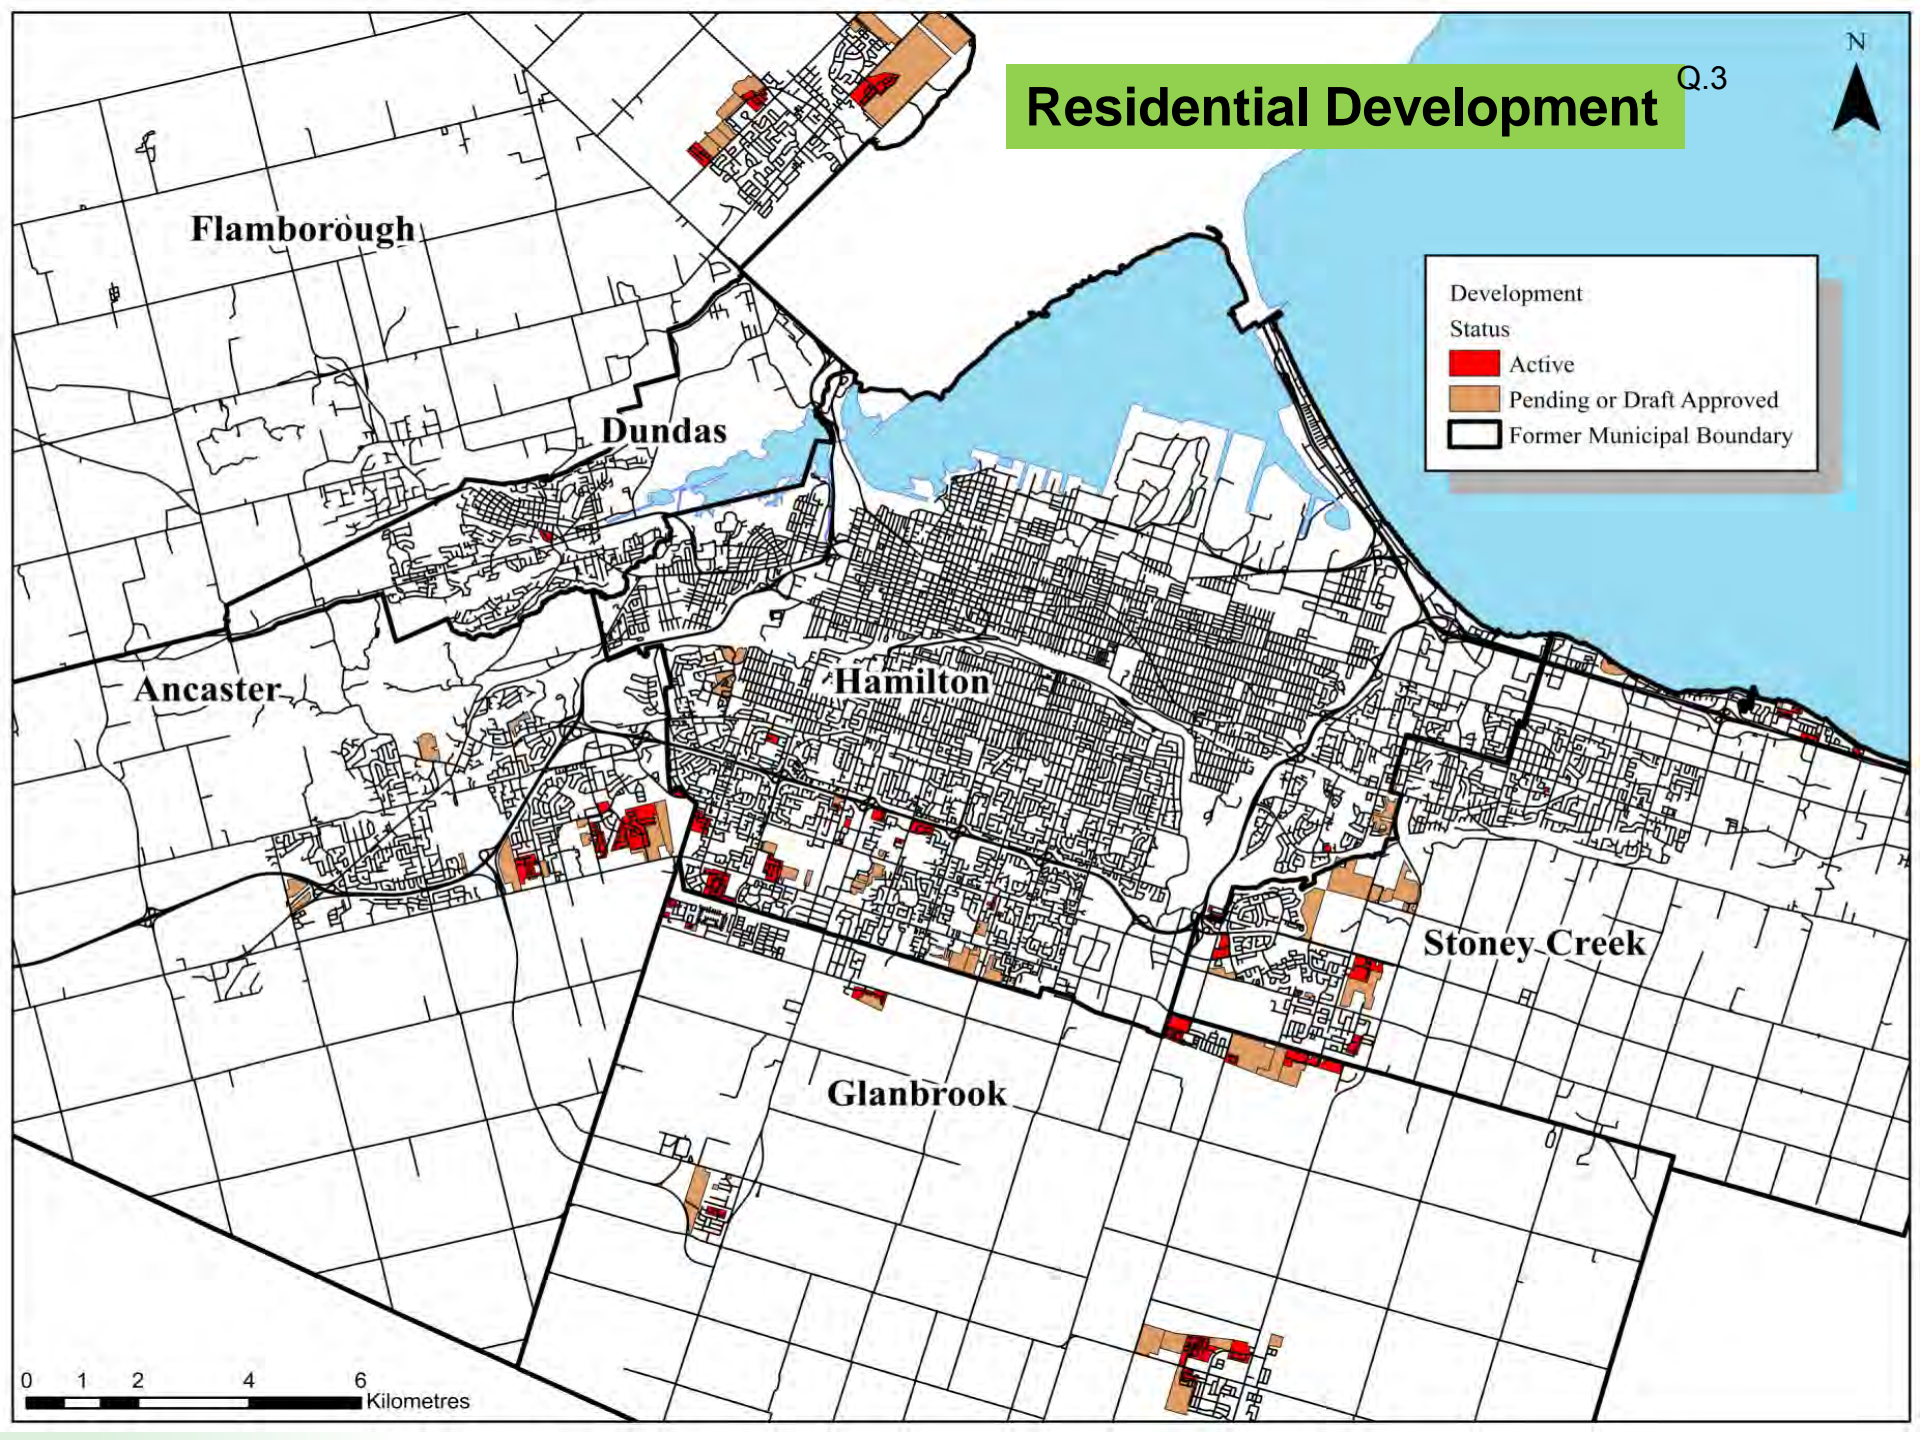 Residential Development
Q.3
N
Flamborough
Development
Status
Active
Pending or Draft Approved
Former Municipal Boundary
Dundas
Ancaster
Hamilton
Stoney Creek
Glanbrook
0 1 2 4 6
Kilometres